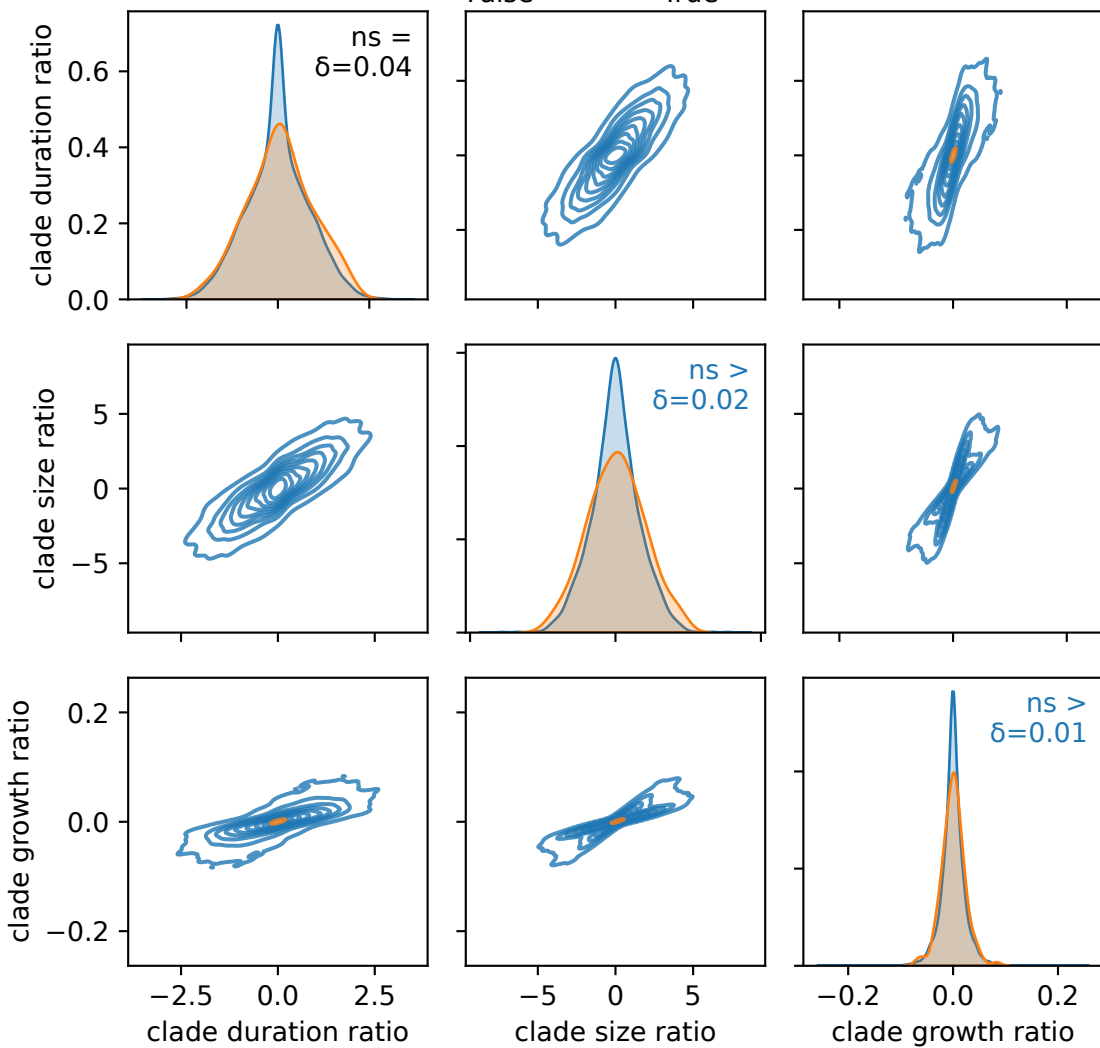 clade duration ratio
0.6
0.4
0.2
0.0
ns =
δ=0.04
clade size ratio
5
0
−5
ns >
δ=0.02
clade growth ratio
0.2
0.0
−0.2
ns >
δ=0.01
−2.5 0.0 2.5
−5 0 5
−0.2 0.0 0.2
clade duration ratio
clade size ratio
clade growth ratio